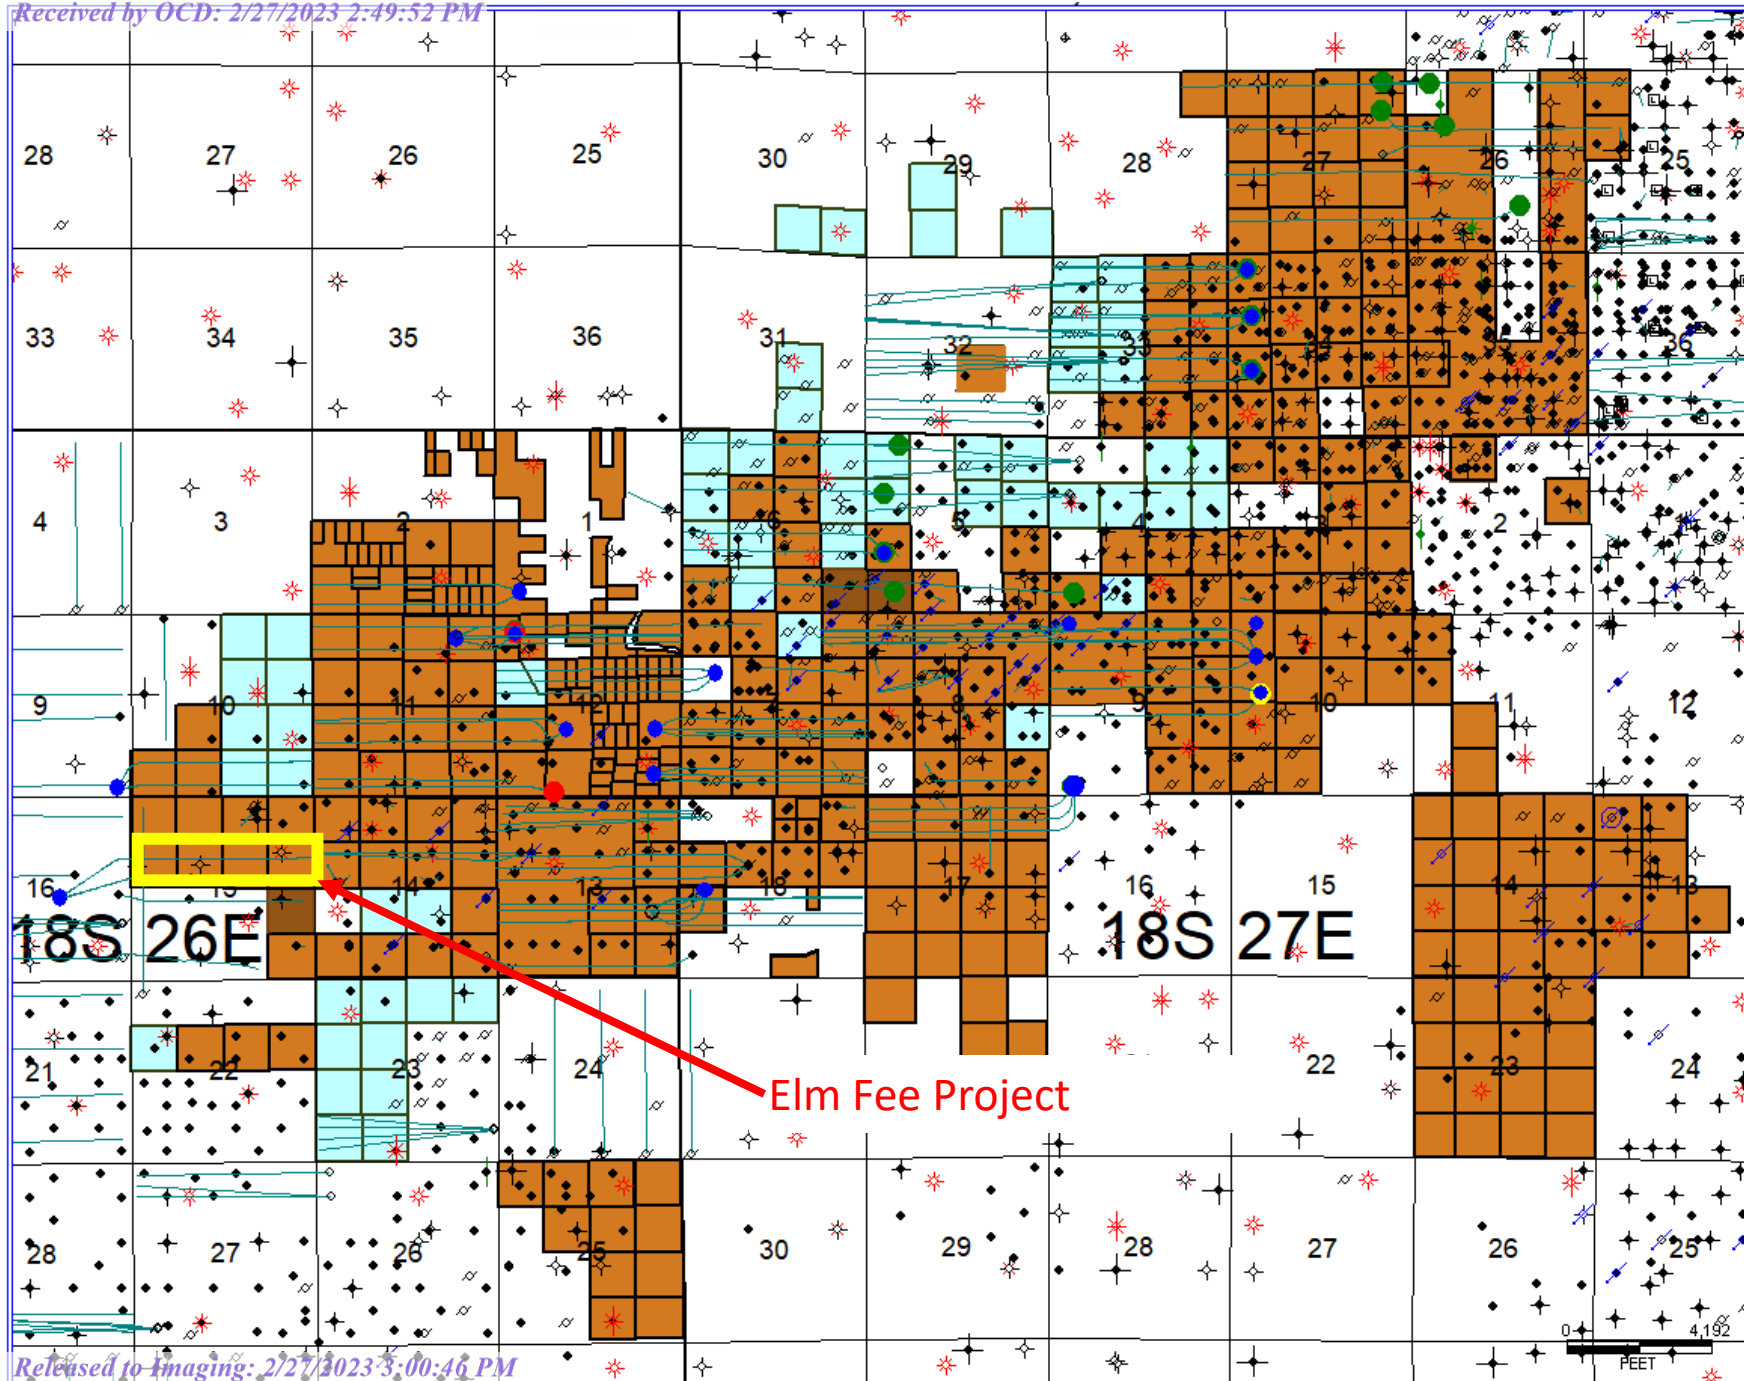 Received by OCD: 2/27/2023 2:49:52 PM
28 27 26 25 30 29 28 27 26 25
33 34 35 36 31 32 33 34 35 36
4 3 2 1 6 5 4 3 2 1
9 10 11 12 7 8 9 10 11 12
16 15 14 13 18 17 16 15 14 13
18S 26E 18S 27E
21 22 23 24 22 23 24
Elm Fee Project
28 27 26 25 30 29 28 27 26 25
0 4,192
FEET
Released to Imaging: 2/27/2023 3:00:46 PM